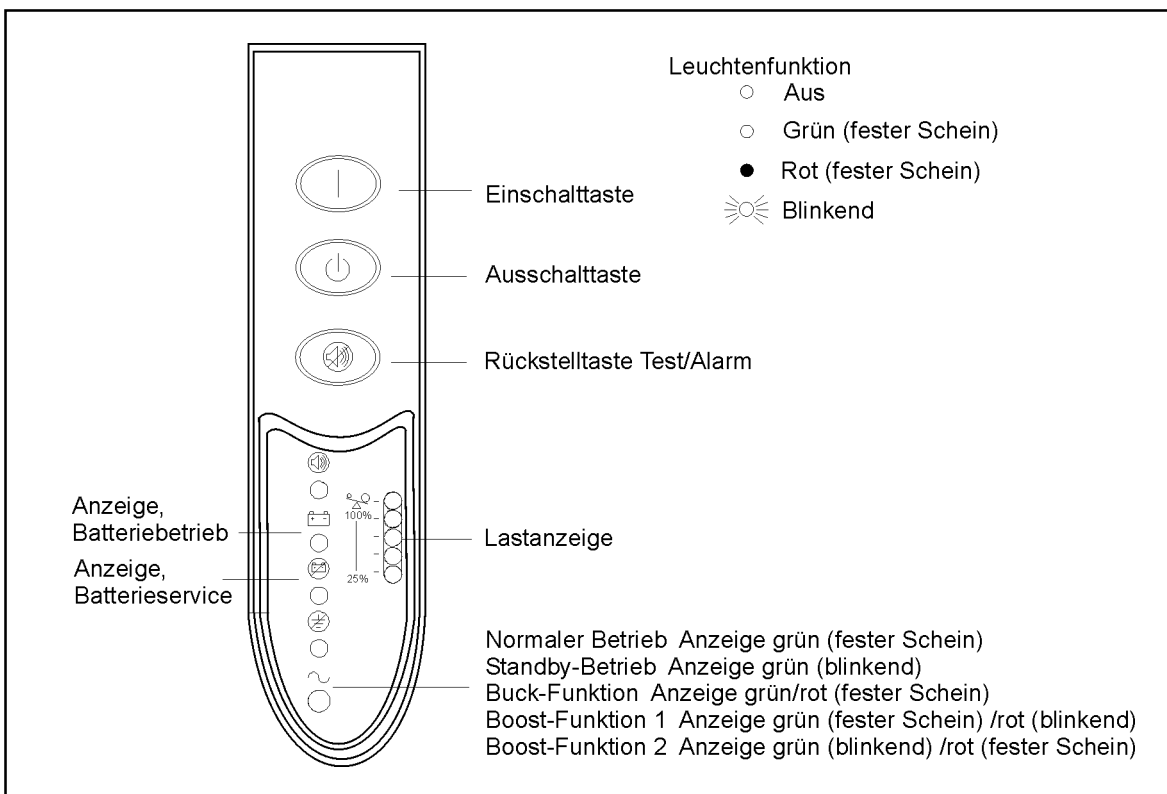 Leuchtenfunktion
Aus
Grün (fester Schein)
Rot (fester Schein)
Blinkend
Einschalttaste
Ausschalttaste
Rückstelltaste Test/Alarm
Anzeige,
Batteriebetrieb
Anzeige,
Batterieservice
100%
25%
Lastanzeige
Normaler Betrieb Anzeige grün (fester Schein)
Standby-Betrieb Anzeige grün (blinkend)
Buck-Funktion Anzeige grün/rot (fester Schein)
Boost-Funktion 1 Anzeige grün (fester Schein) /rot (blinkend)
Boost-Funktion 2 Anzeige grün (blinkend) /rot (fester Schein)